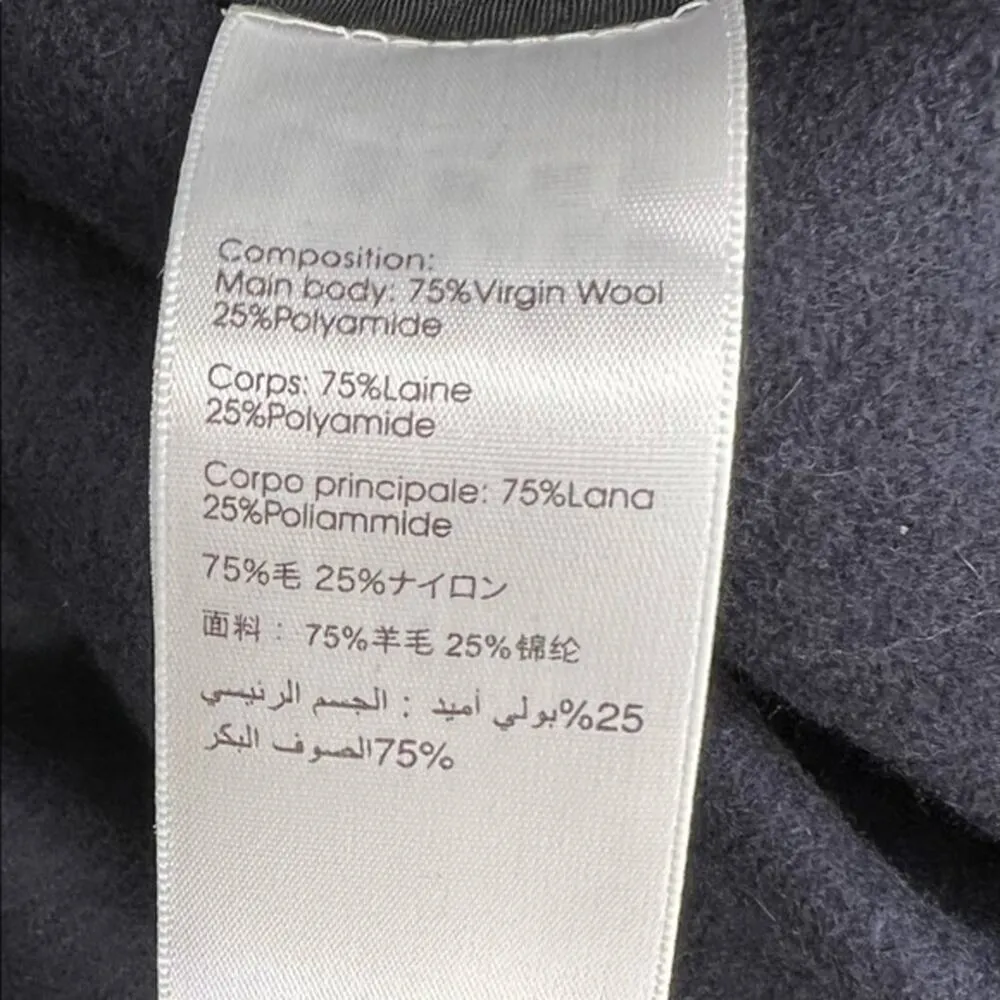 Composition:
Main body: 75%Virgin Wool
25%Polyamide
Corps: 75%Laine
25%Polyamide
Corpo principale: 75%Lana
25%Poliammide
75%毛 25%ナイロン
面料： 75%羊毛 25%锦纶
الجسم الرئيسي : بولي أميد%25
75%الصوف البكر